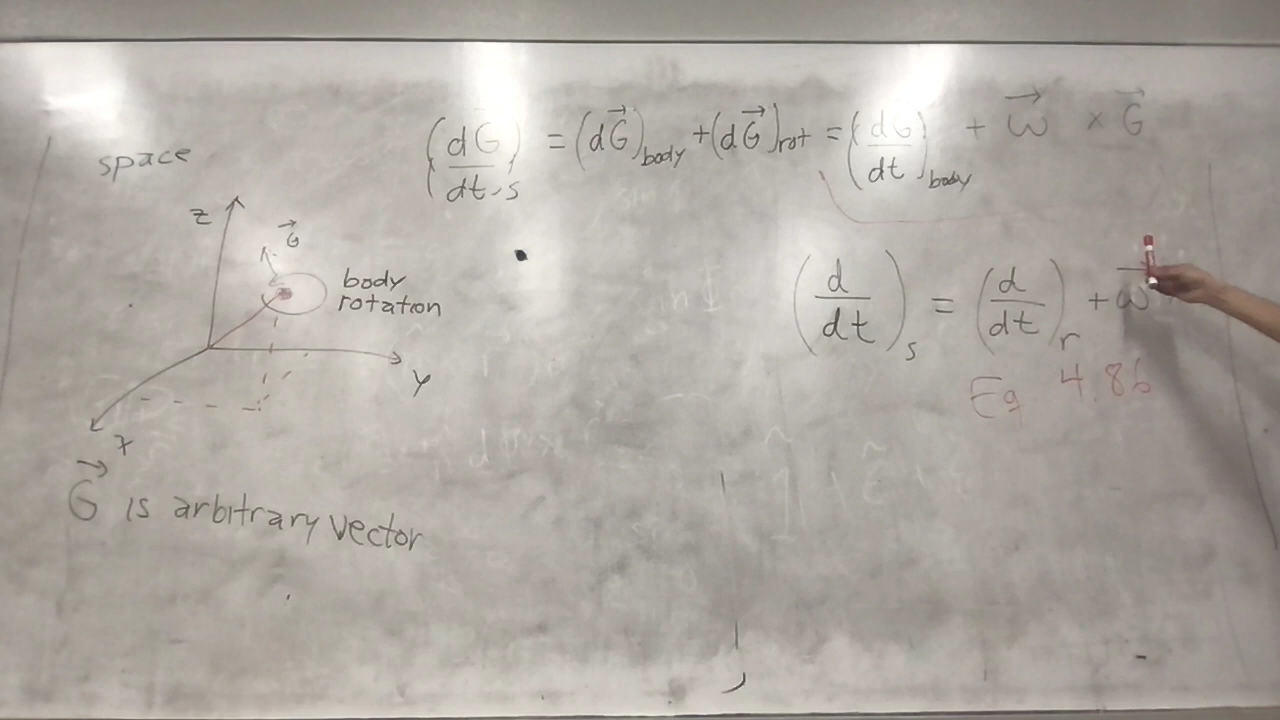 (dG/dt)s = (dG⃗)body + (dG⃗)rot = (dG/dt)body + ω⃗ × G⃗
space
z
G⃗
body
rotation
y
x
(d/dt)s = (d/dt)r + ω
Eq 4.86
G⃗ is arbitrary vector